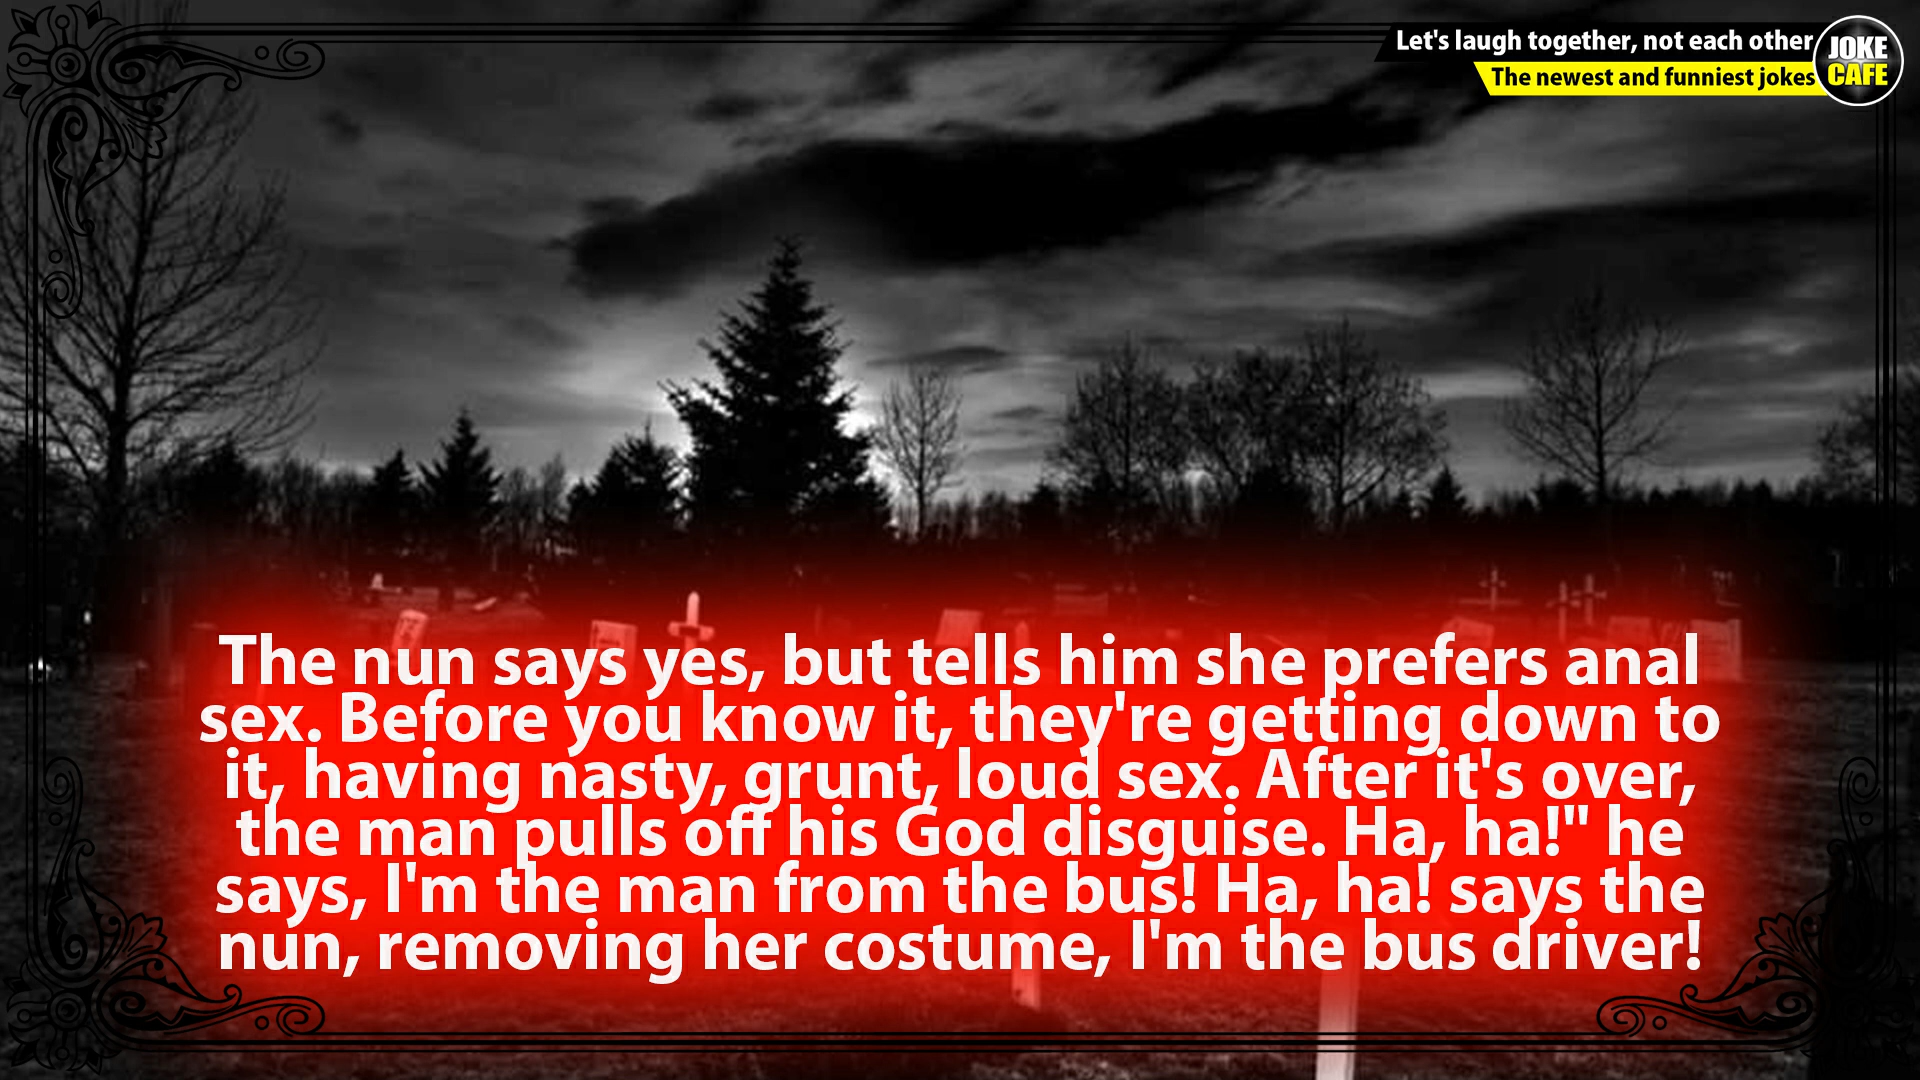 Let's laugh together, not each other
The newest and funniest jokes
JOKE
CAFE
The nun says yes, but tells him she prefers anal
sex. Before you know it, they're getting down to
it, having nasty, grunt, loud sex. After it's over,
the man pulls off his God disguise. Ha, ha!" he
says, I'm the man from the bus! Ha, ha! says the
nun, removing her costume, I'm the bus driver!